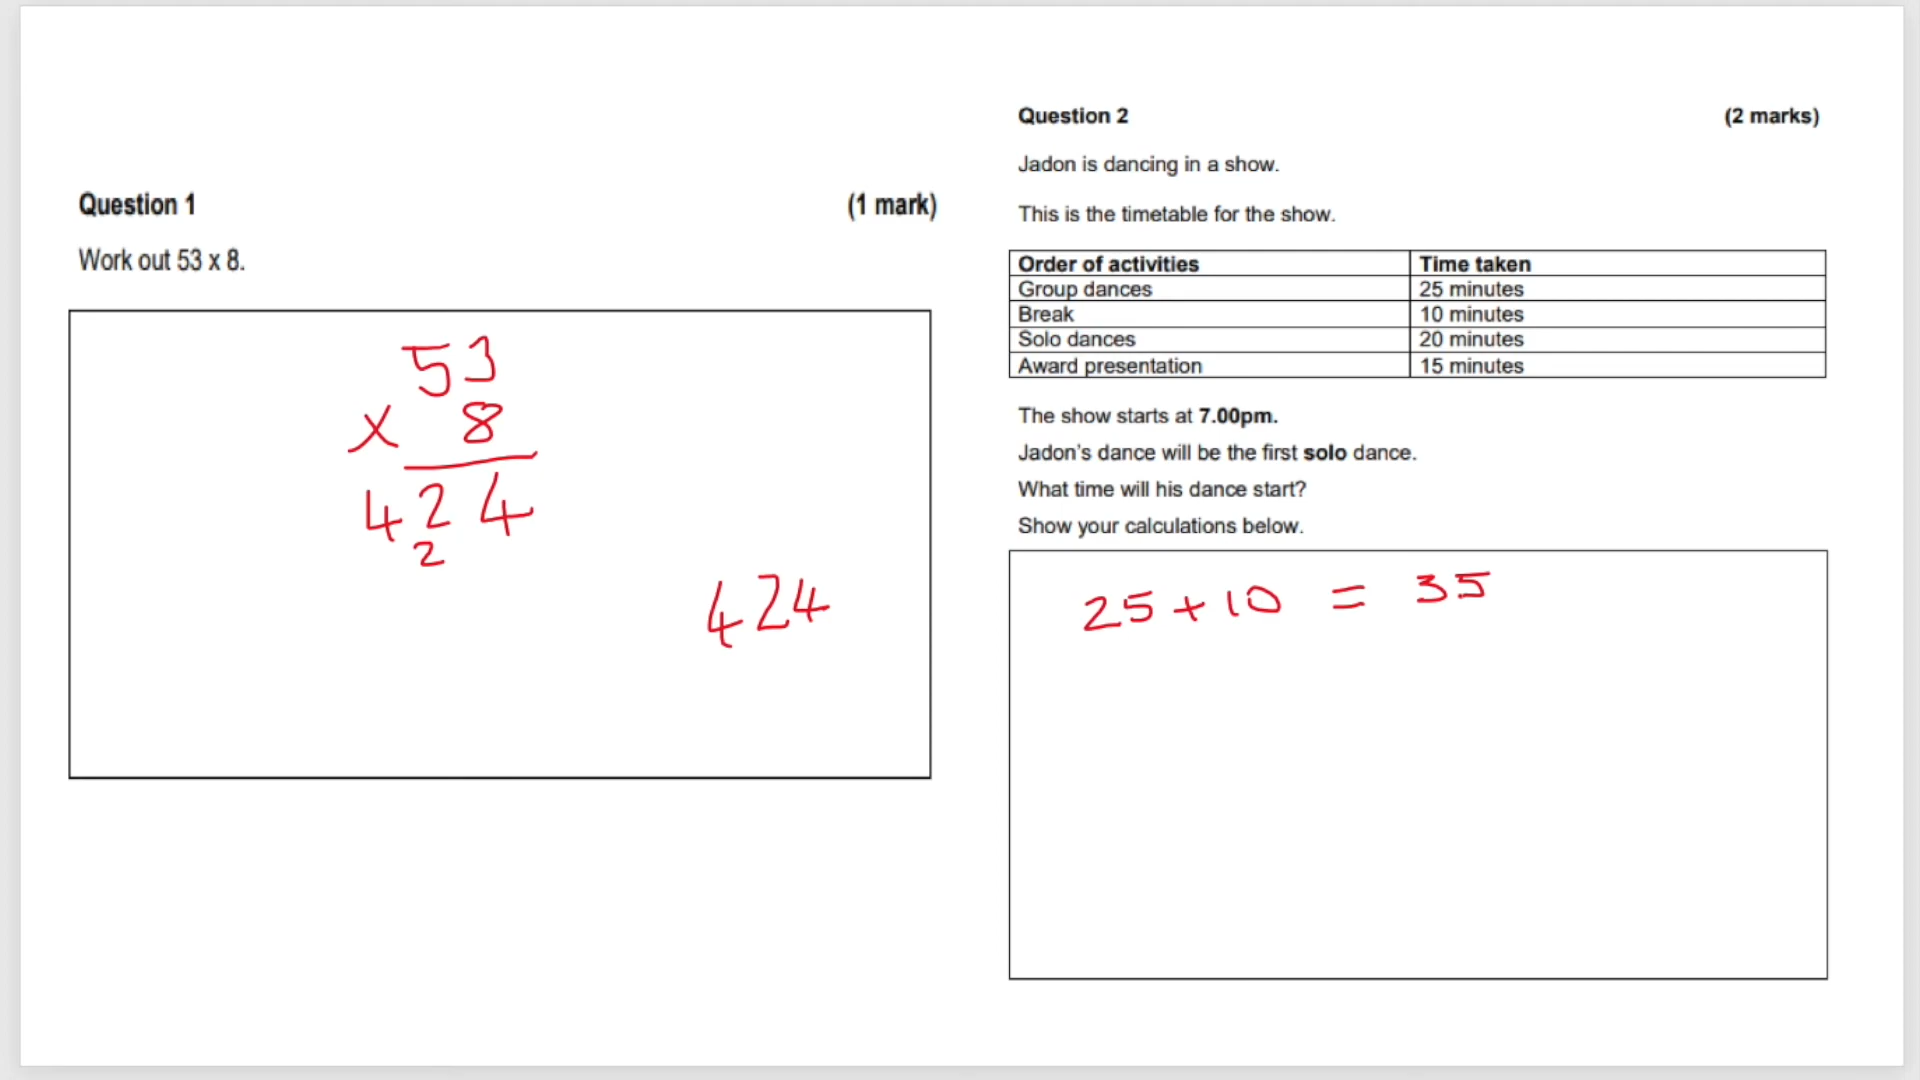 Question 1 (1 mark)
Work out 53 x 8.
53
x 8
424
2
424
Question 2 (2 marks)
Jadon is dancing in a show.
This is the timetable for the show.
Order of activities Time taken
Group dances 25 minutes
Break 10 minutes
Solo dances 20 minutes
Award presentation 15 minutes
The show starts at 7.00pm.
Jadon's dance will be the first solo dance.
What time will his dance start?
Show your calculations below.
25 + 10 = 35